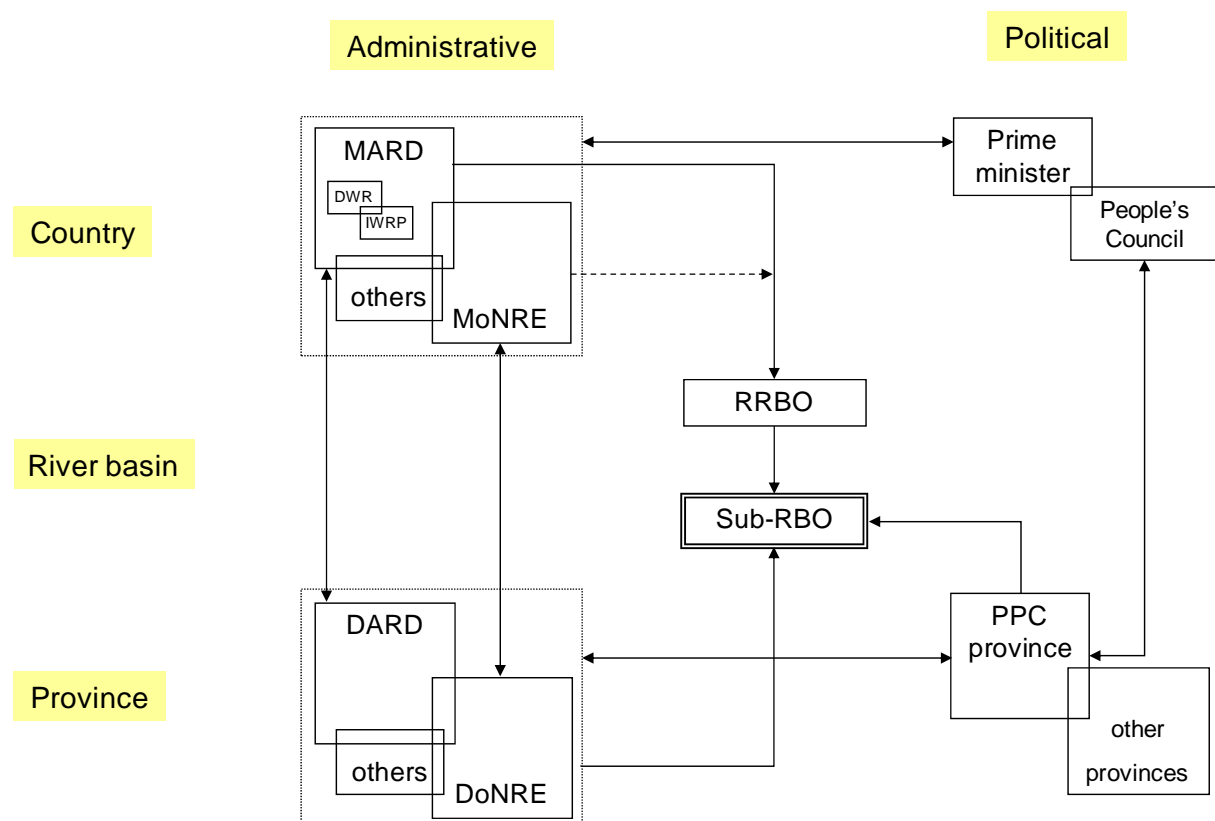 Administrative
Political
Country
MARD
DWR
IWRP
others
MoNRE
Prime
minister
People's
Council
River basin
RRBO
Sub-RBO
Province
DARD
others
DoNRE
PPC
province
other
provinces